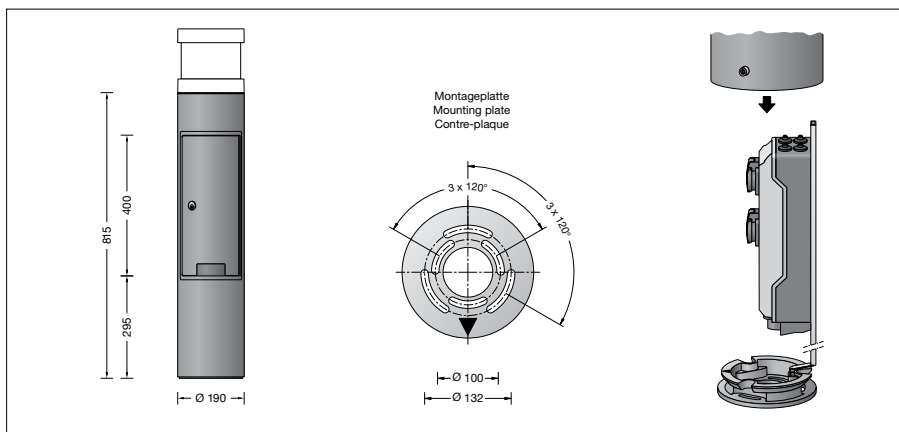 815
400
295
Ø 190
Montageplatte
Mounting plate
Contre-plaque
3 x 120°
3 x 120°
Ø 100
Ø 132